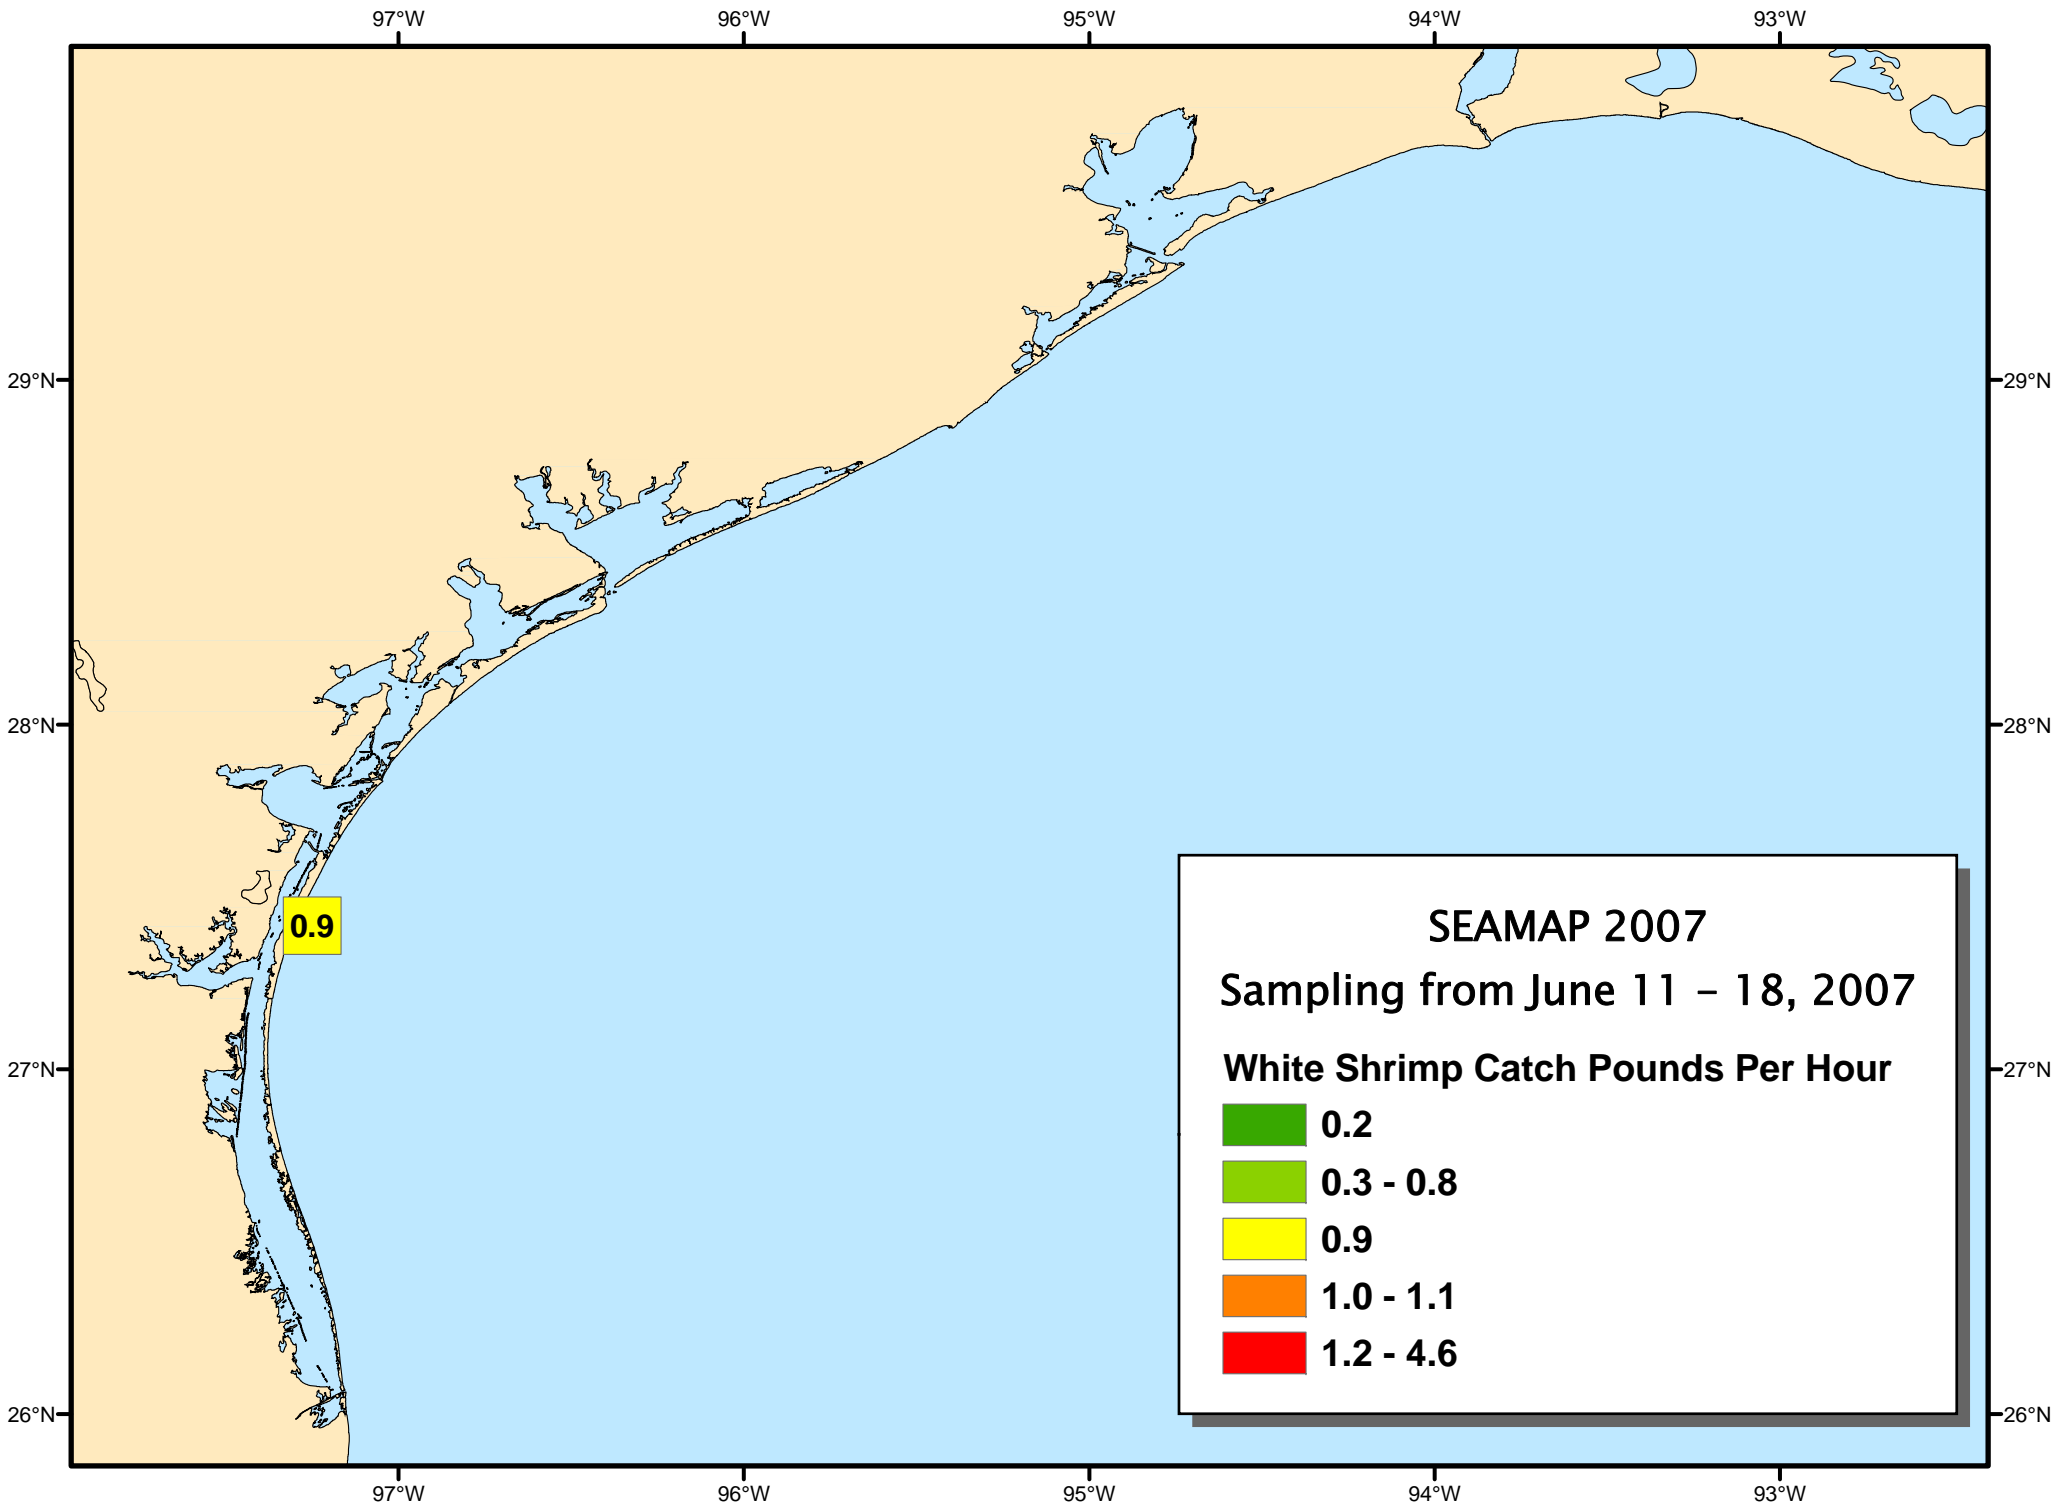 97°W 96°W 95°W 94°W 93°W
29°N 29°N
28°N 28°N
0.9
SEAMAP 2007
Sampling from June 11 – 18, 2007
White Shrimp Catch Pounds Per Hour
0.2
0.3 - 0.8
0.9
1.0 - 1.1
1.2 - 4.6
27°N 27°N
26°N 26°N
97°W 96°W 95°W 94°W 93°W